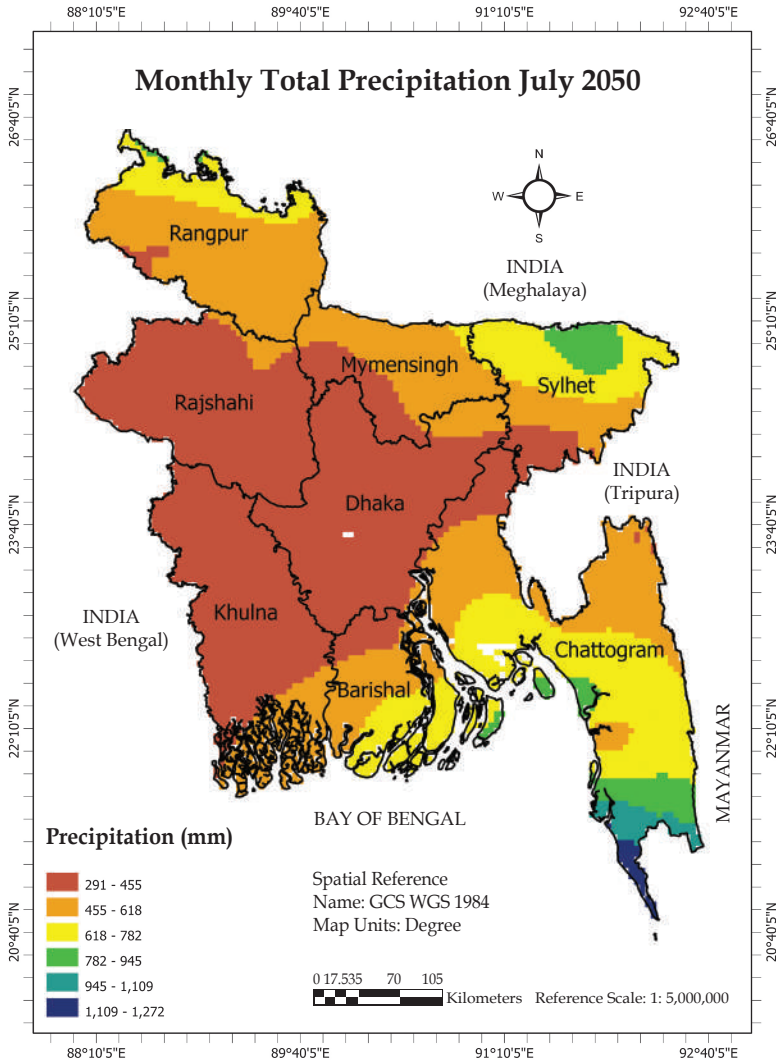 88°10'5"E
89°40'5"E
91°10'5"E
92°40'5"E
Monthly Total Precipitation July 2050
26°40'5"N
26°40'5"N
N
W
E
S
Rangpur
INDIA
(Meghalaya)
25°10'5"N
25°10'5"N
Mymensingh
Sylhet
Rajshahi
INDIA
(Tripura)
Dhaka
23°40'5"N
23°40'5"N
INDIA
(West Bengal)
Khulna
Chattogram
Barishal
22°10'5"N
22°10'5"N
MAYANMAR
BAY OF BENGAL
Precipitation (mm)
291 - 455
455 - 618
618 - 782
782 - 945
945 - 1,109
1,109 - 1,272
Spatial Reference
Name: GCS WGS 1984
Map Units: Degree
20°40'5"N
20°40'5"N
0 17.535 70 105
Kilometers Reference Scale: 1: 5,000,000
88°10'5"E
89°40'5"E
91°10'5"E
92°40'5"E